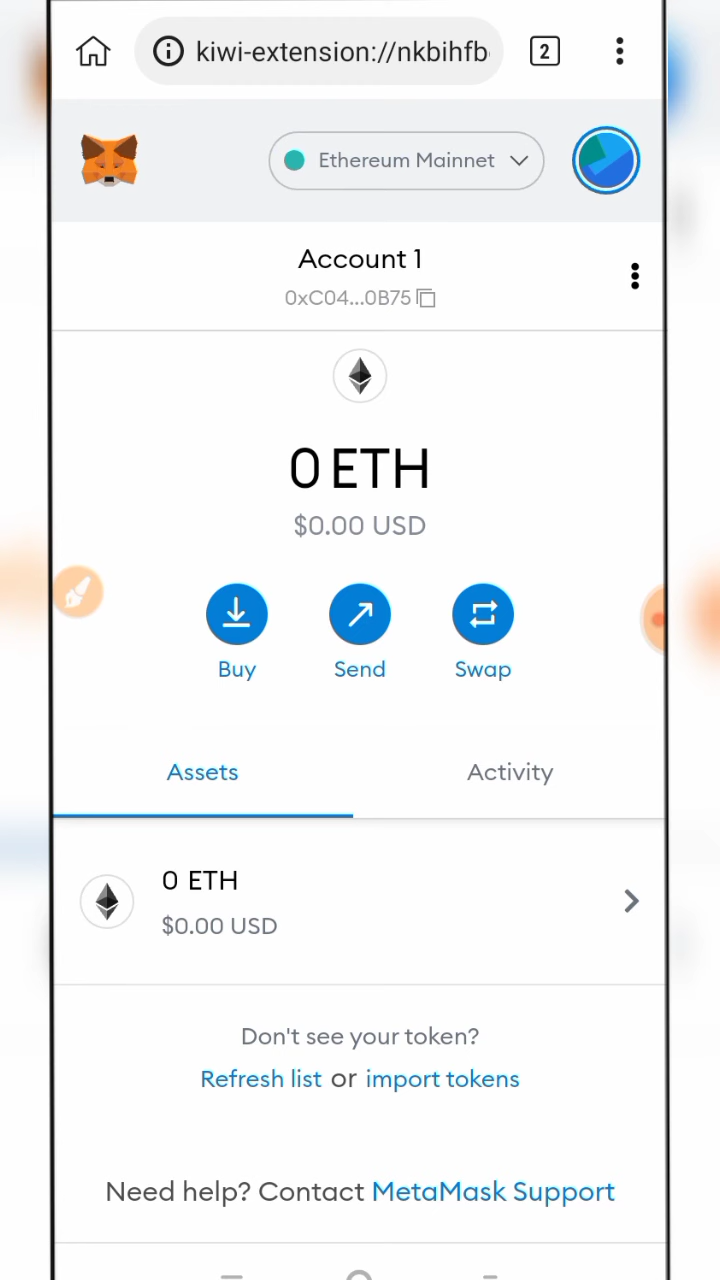 kiwi-extension://nkbihfb
2
Ethereum Mainnet
Account 1
0xC04...0B75
0 ETH
$0.00 USD
Buy Send Swap
Assets Activity
0 ETH
$0.00 USD
Don't see your token?
Refresh list or import tokens
Need help? Contact MetaMask Support